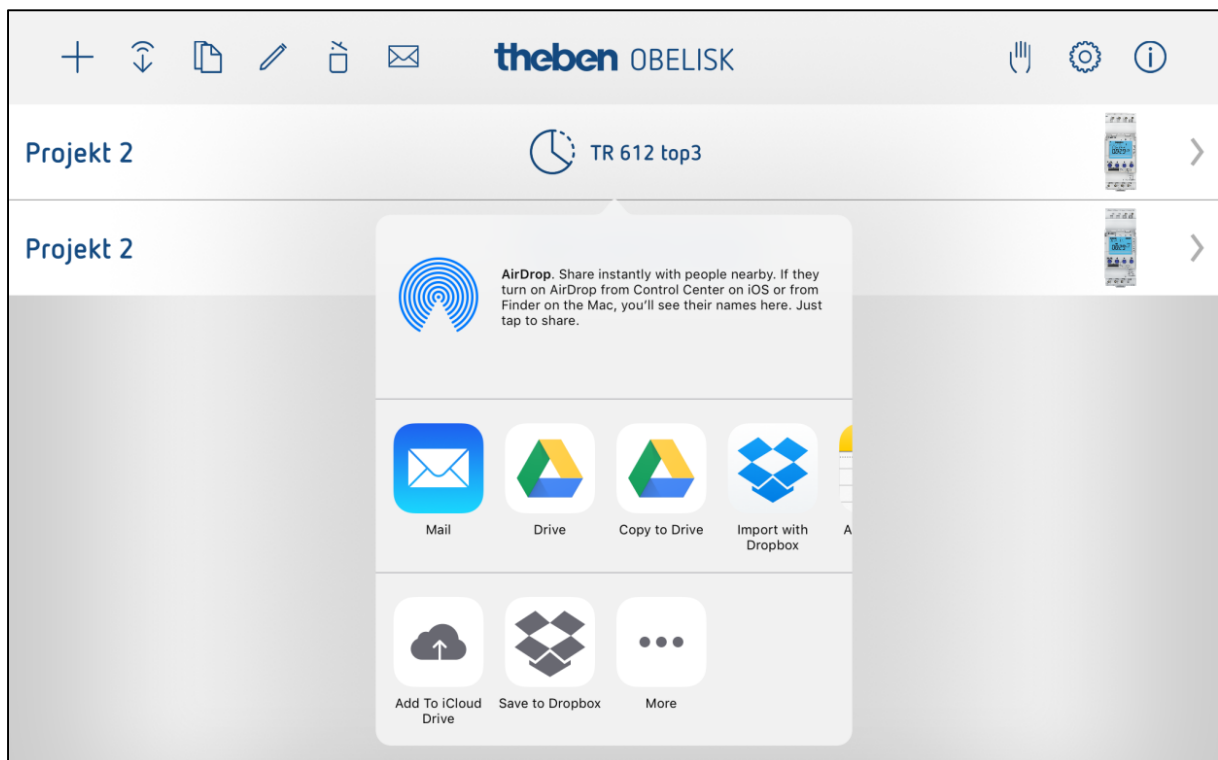 theben OBELISK
Projekt 2
TR 612 top3
Projekt 2
AirDrop. Share instantly with people nearby. If they
turn on AirDrop from Control Center on iOS or from
Finder on the Mac, you'll see their names here. Just
tap to share.
Mail
Drive
Copy to Drive
Import with
Dropbox
A
Add To iCloud
Drive
Save to Dropbox
More